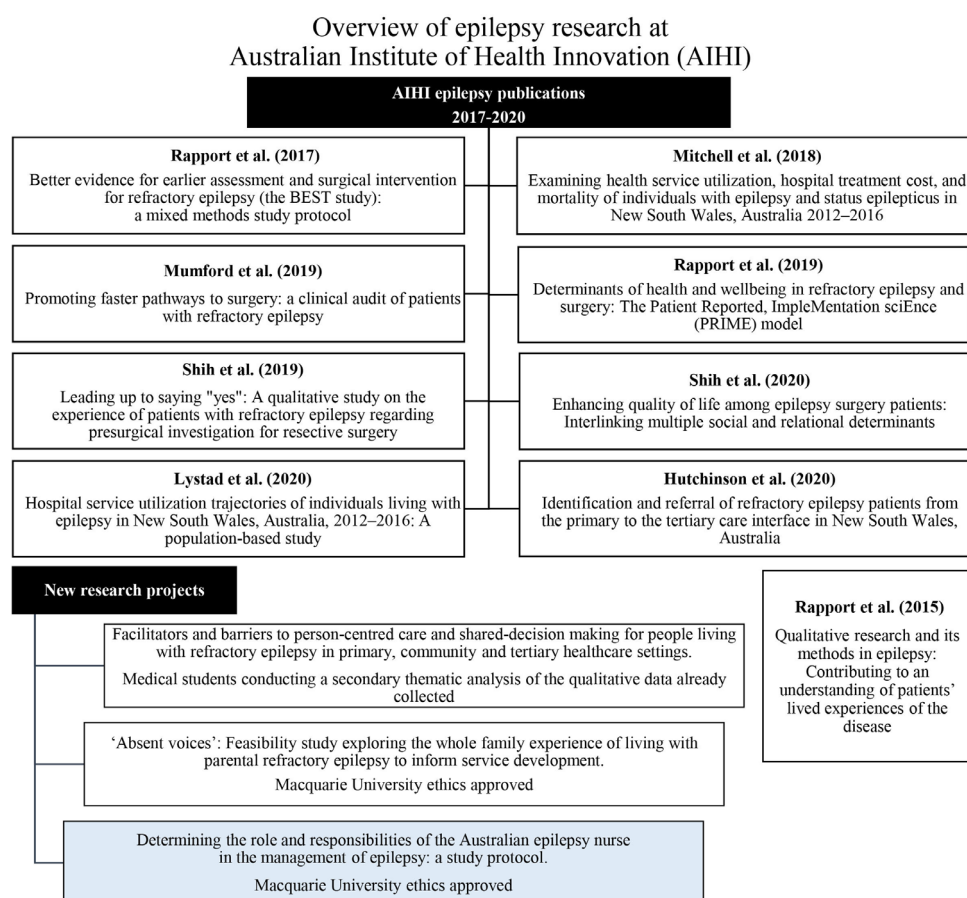 Overview of epilepsy research at
Australian Institute of Health Innovation (AIHI)
AIHI epilepsy publications
2017-2020
Rapport et al. (2017)
Better evidence for earlier assessment and surgical intervention
for refractory epilepsy (the BEST study):
a mixed methods study protocol
Mitchell et al. (2018)
Examining health service utilization, hospital treatment cost, and
mortality of individuals with epilepsy and status epilepticus in
New South Wales, Australia 2012–2016
Mumford et al. (2019)
Promoting faster pathways to surgery: a clinical audit of patients
with refractory epilepsy
Rapport et al. (2019)
Determinants of health and wellbeing in refractory epilepsy and
surgery: The Patient Reported, ImpleMentation sciEnce
(PRIME) model
Shih et al. (2019)
Leading up to saying "yes": A qualitative study on the
experience of patients with refractory epilepsy regarding
presurgical investigation for resective surgery
Shih et al. (2020)
Enhancing quality of life among epilepsy surgery patients:
Interlinking multiple social and relational determinants
Lystad et al. (2020)
Hospital service utilization trajectories of individuals living with
epilepsy in New South Wales, Australia, 2012–2016: A
population-based study
Hutchinson et al. (2020)
Identification and referral of refractory epilepsy patients from
the primary to the tertiary care interface in New South Wales,
Australia
New research projects
Facilitators and barriers to person-centred care and shared-decision making for people living
with refractory epilepsy in primary, community and tertiary healthcare settings.
Medical students conducting a secondary thematic analysis of the qualitative data already
collected
‘Absent voices’: Feasibility study exploring the whole family experience of living with
parental refractory epilepsy to inform service development.
Macquarie University ethics approved
Determining the role and responsibilities of the Australian epilepsy nurse
in the management of epilepsy: a study protocol.
Macquarie University ethics approved
Rapport et al. (2015)
Qualitative research and its
methods in epilepsy:
Contributing to an
understanding of patients’
lived experiences of the
disease